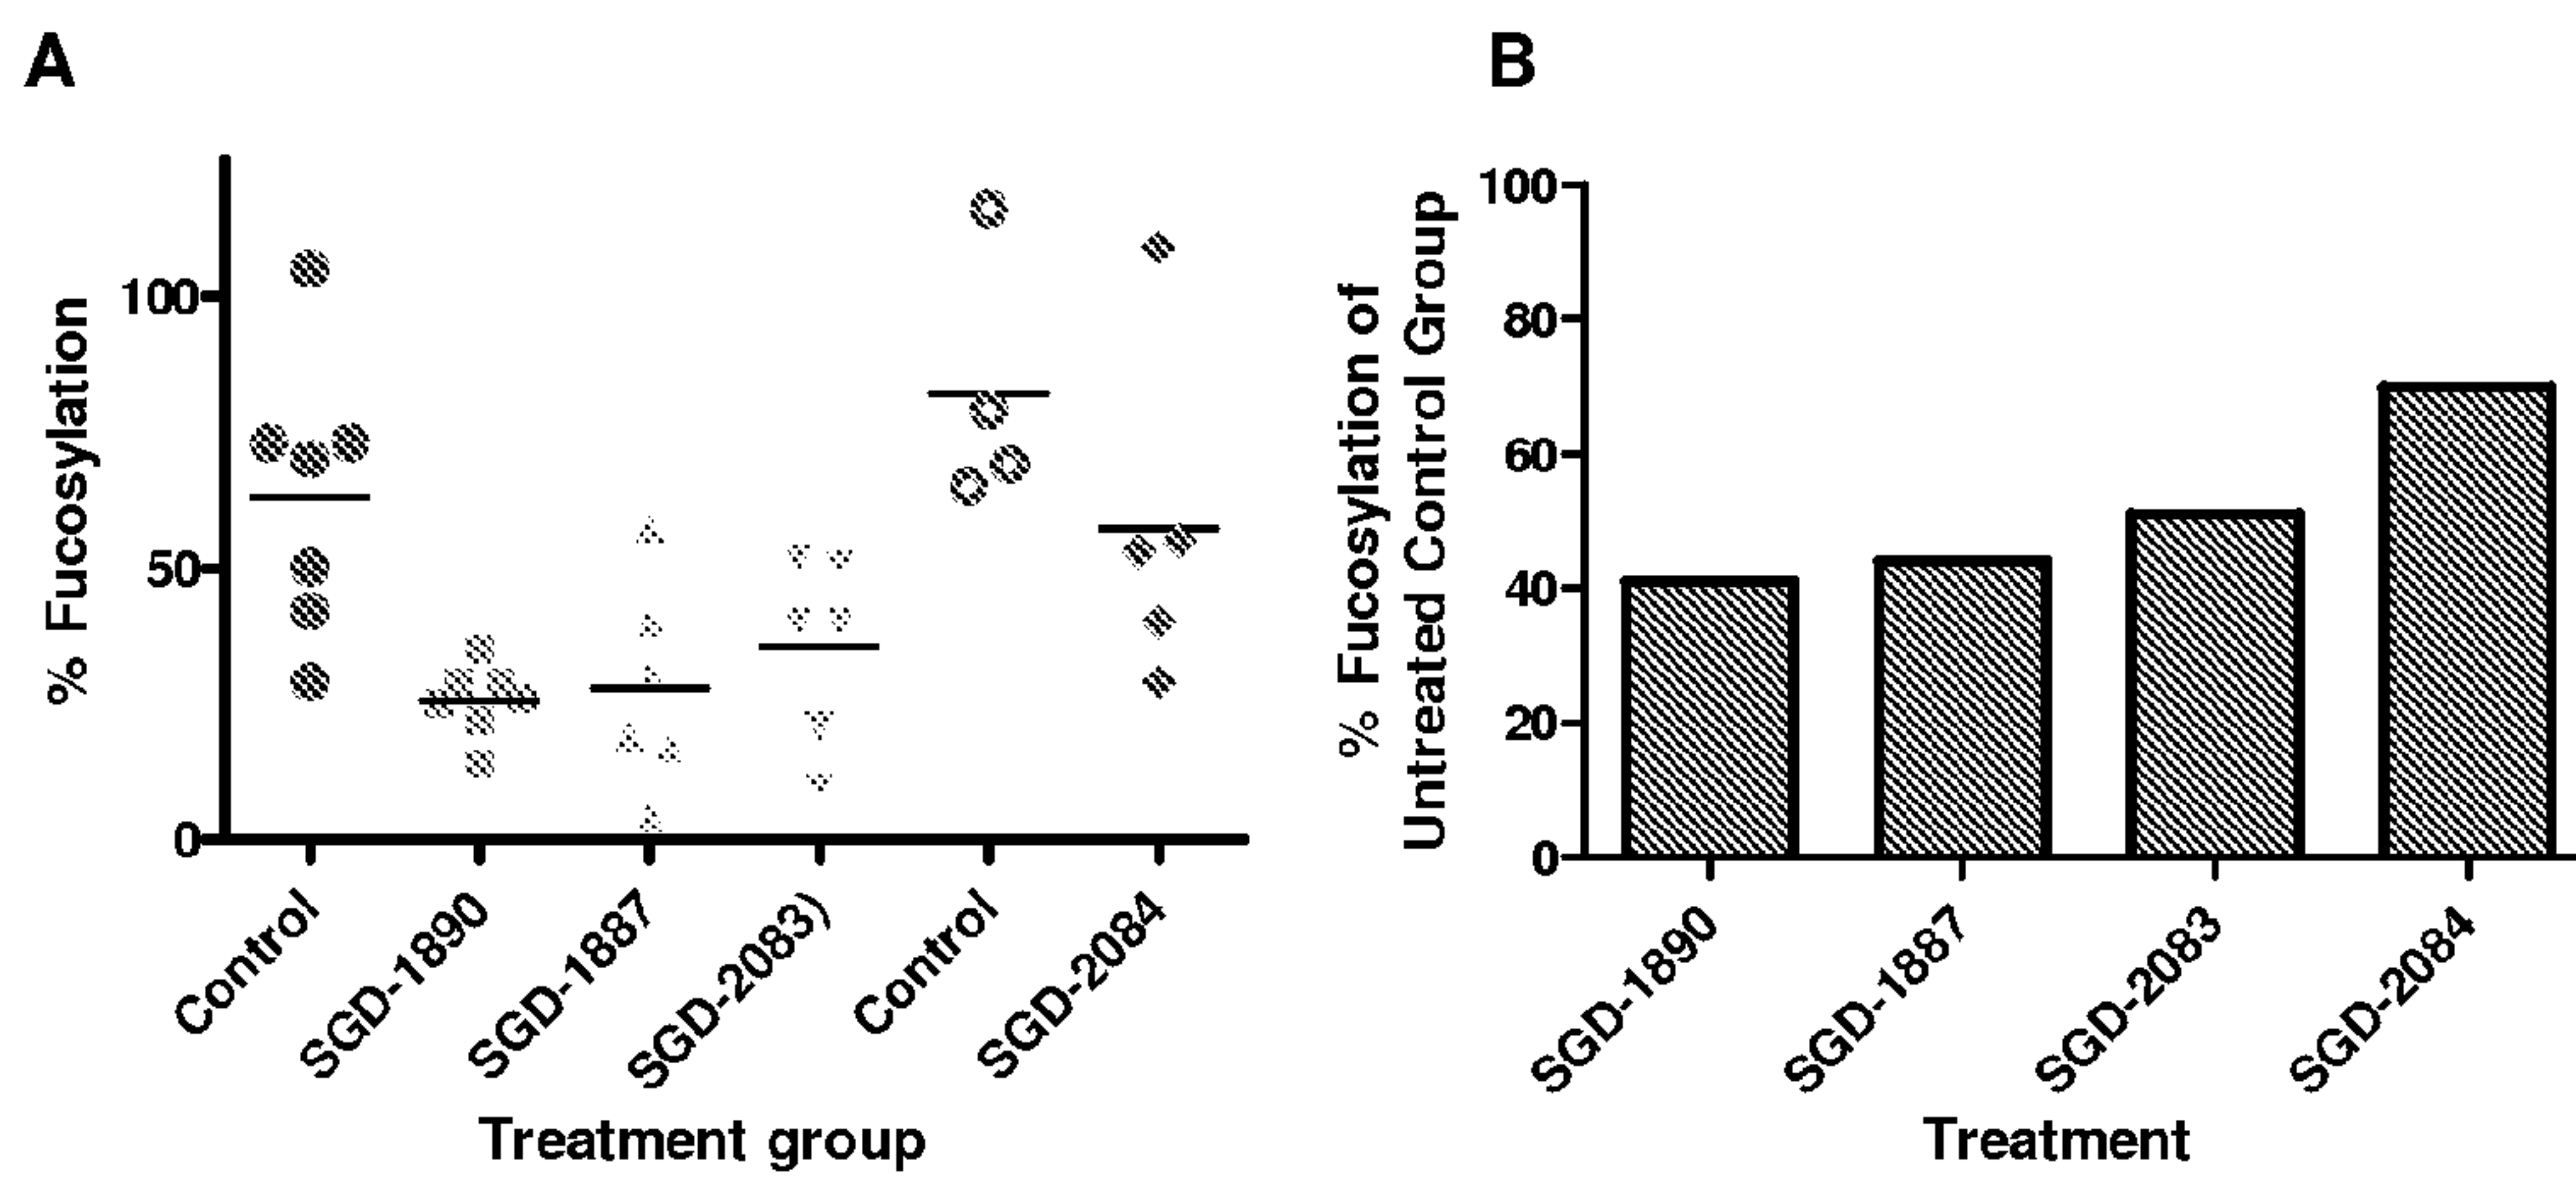 A
% Fucosylation
100
50
0
Control
SGD-1890
SGD-1887
SGD-2083)
Control
SGD-2084
Treatment group
B
% Fucosylation of
Untreated Control Group
100
80
60
40
20
0
SGD-1890
SGD-1887
SGD-2083
SGD-2084
Treatment